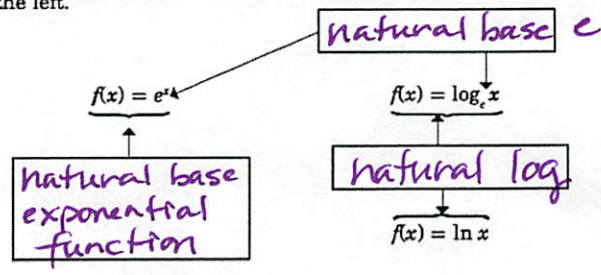 the left.
natural base e
f(x) = e^x
f(x) = log_e x
natural base
exponential
function
natural log
f(x) = ln x